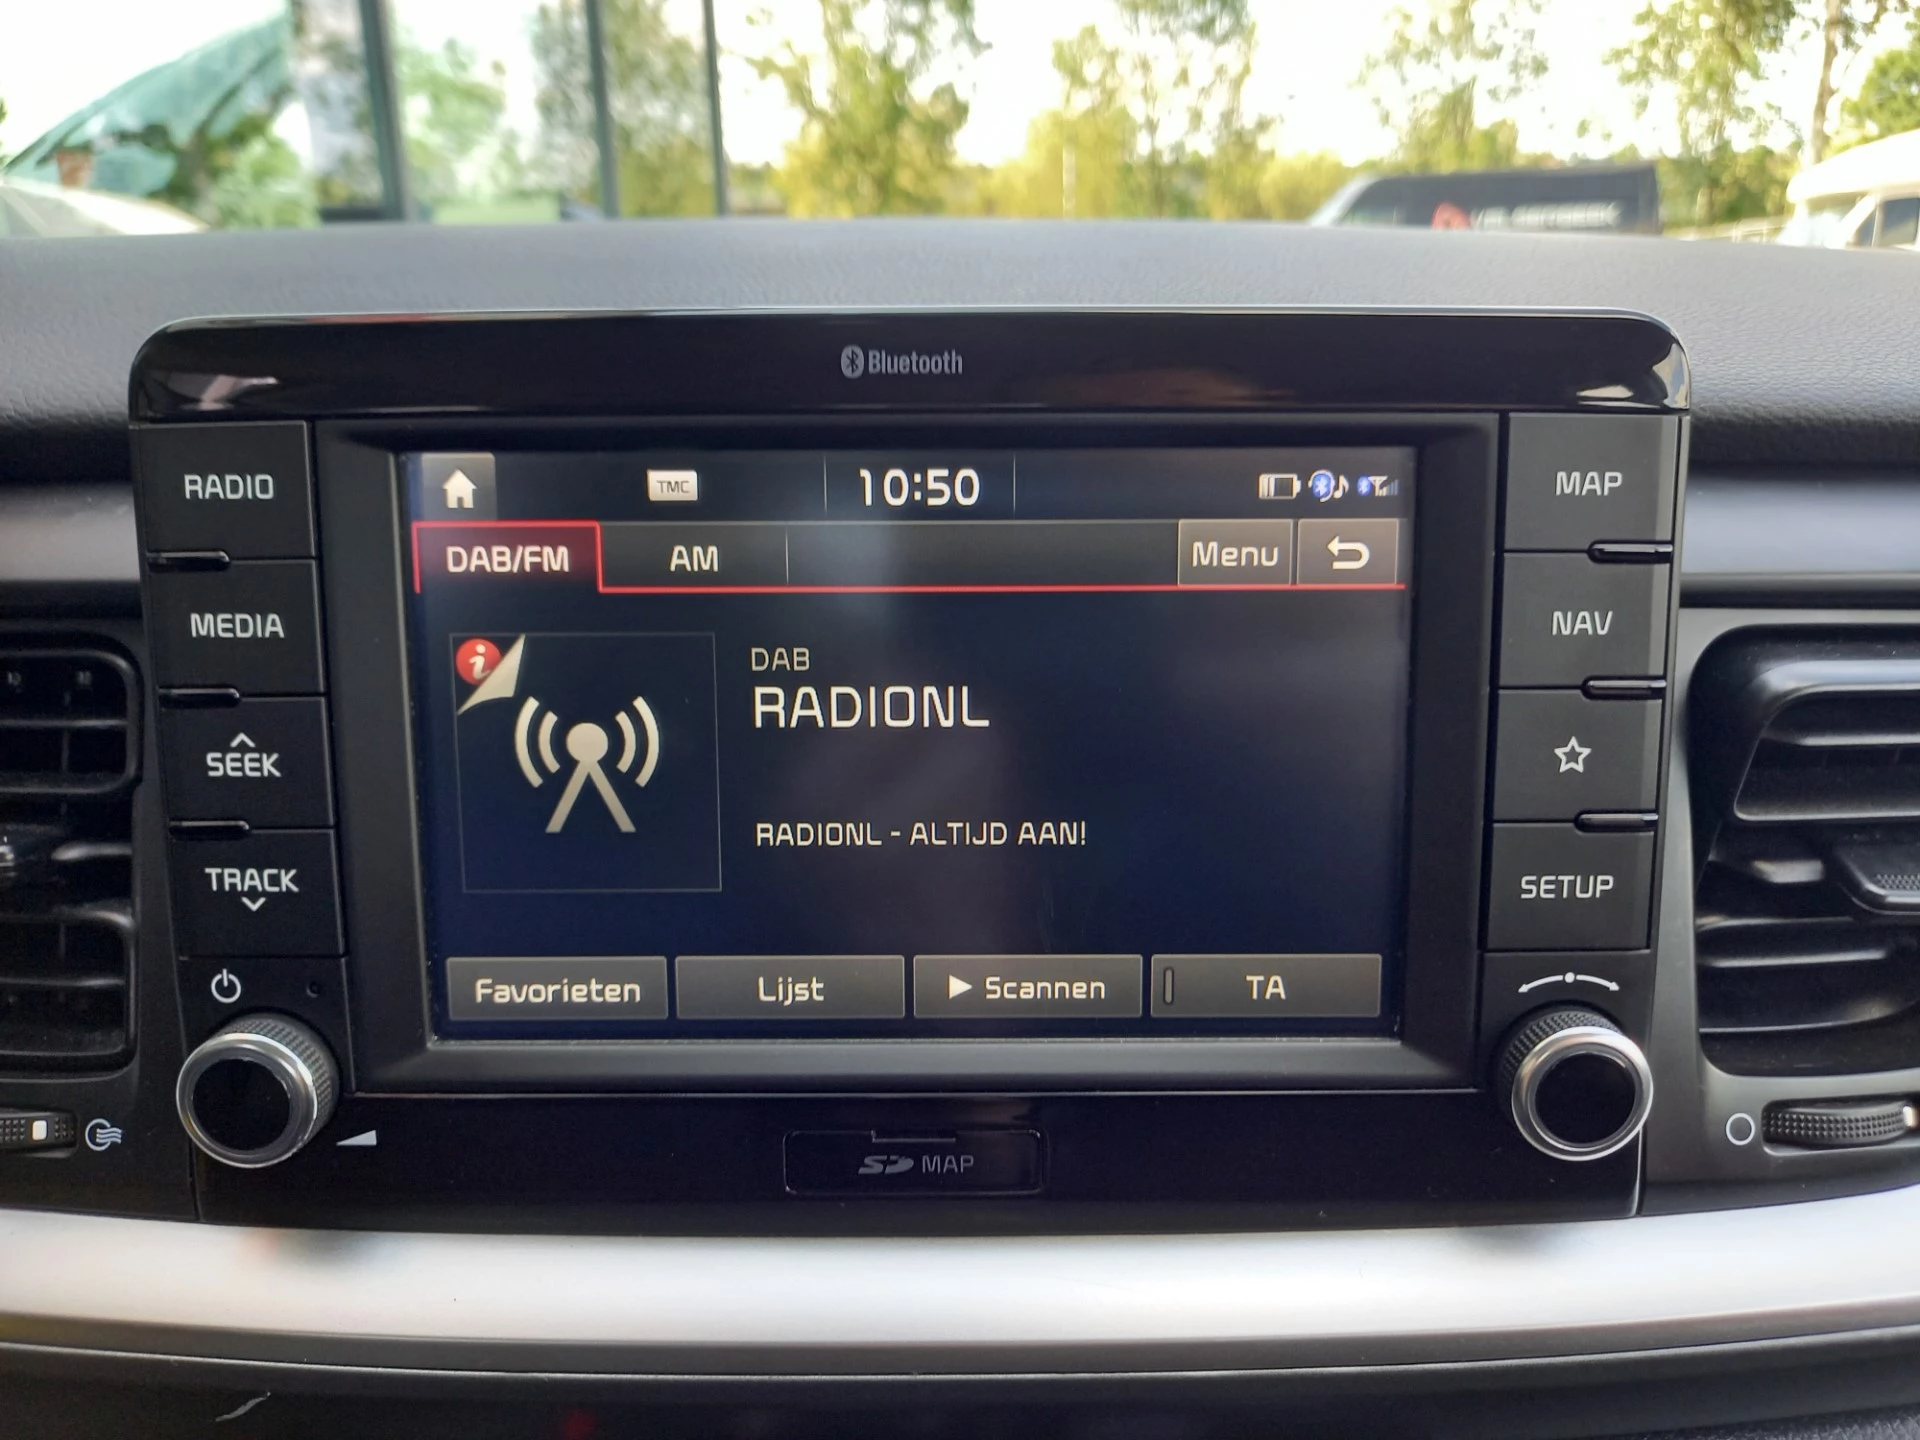 Bluetooth
RADIO
MEDIA
SEEK
TRACK
TMC
10:50
DAB/FM
AM
Menu
DAB
RADIONL
RADIONL - ALTIJD AAN!
Favorieten
Lijst
Scannen
TA
MAP
NAV
SETUP
SD MAP